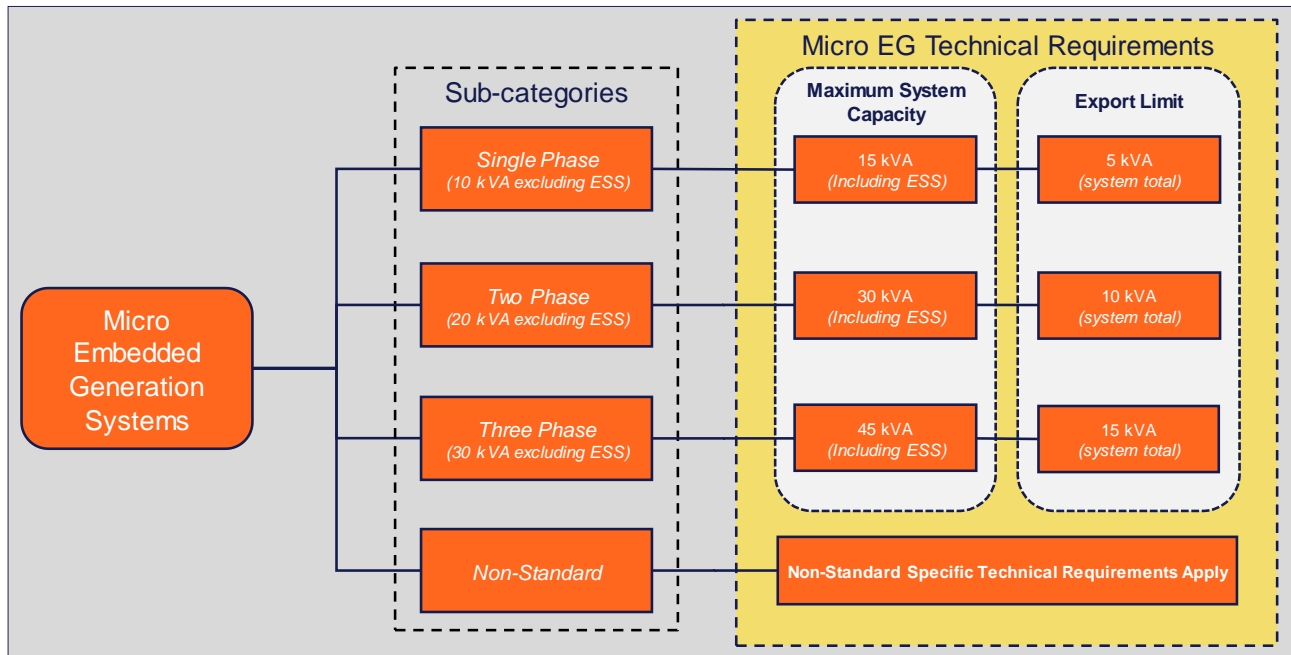 Micro EG Technical Requirements
Sub-categories
Maximum System
Capacity
Export Limit
Single Phase
(10 kVA excluding ESS)
15 kVA
(Including ESS)
5 kVA
(system total)
Two Phase
(20 kVA excluding ESS)
30 kVA
(Including ESS)
10 kVA
(system total)
Micro
Embedded
Generation
Systems
Three Phase
(30 kVA excluding ESS)
45 kVA
(Including ESS)
15 kVA
(system total)
Non-Standard
Non-Standard Specific Technical Requirements Apply